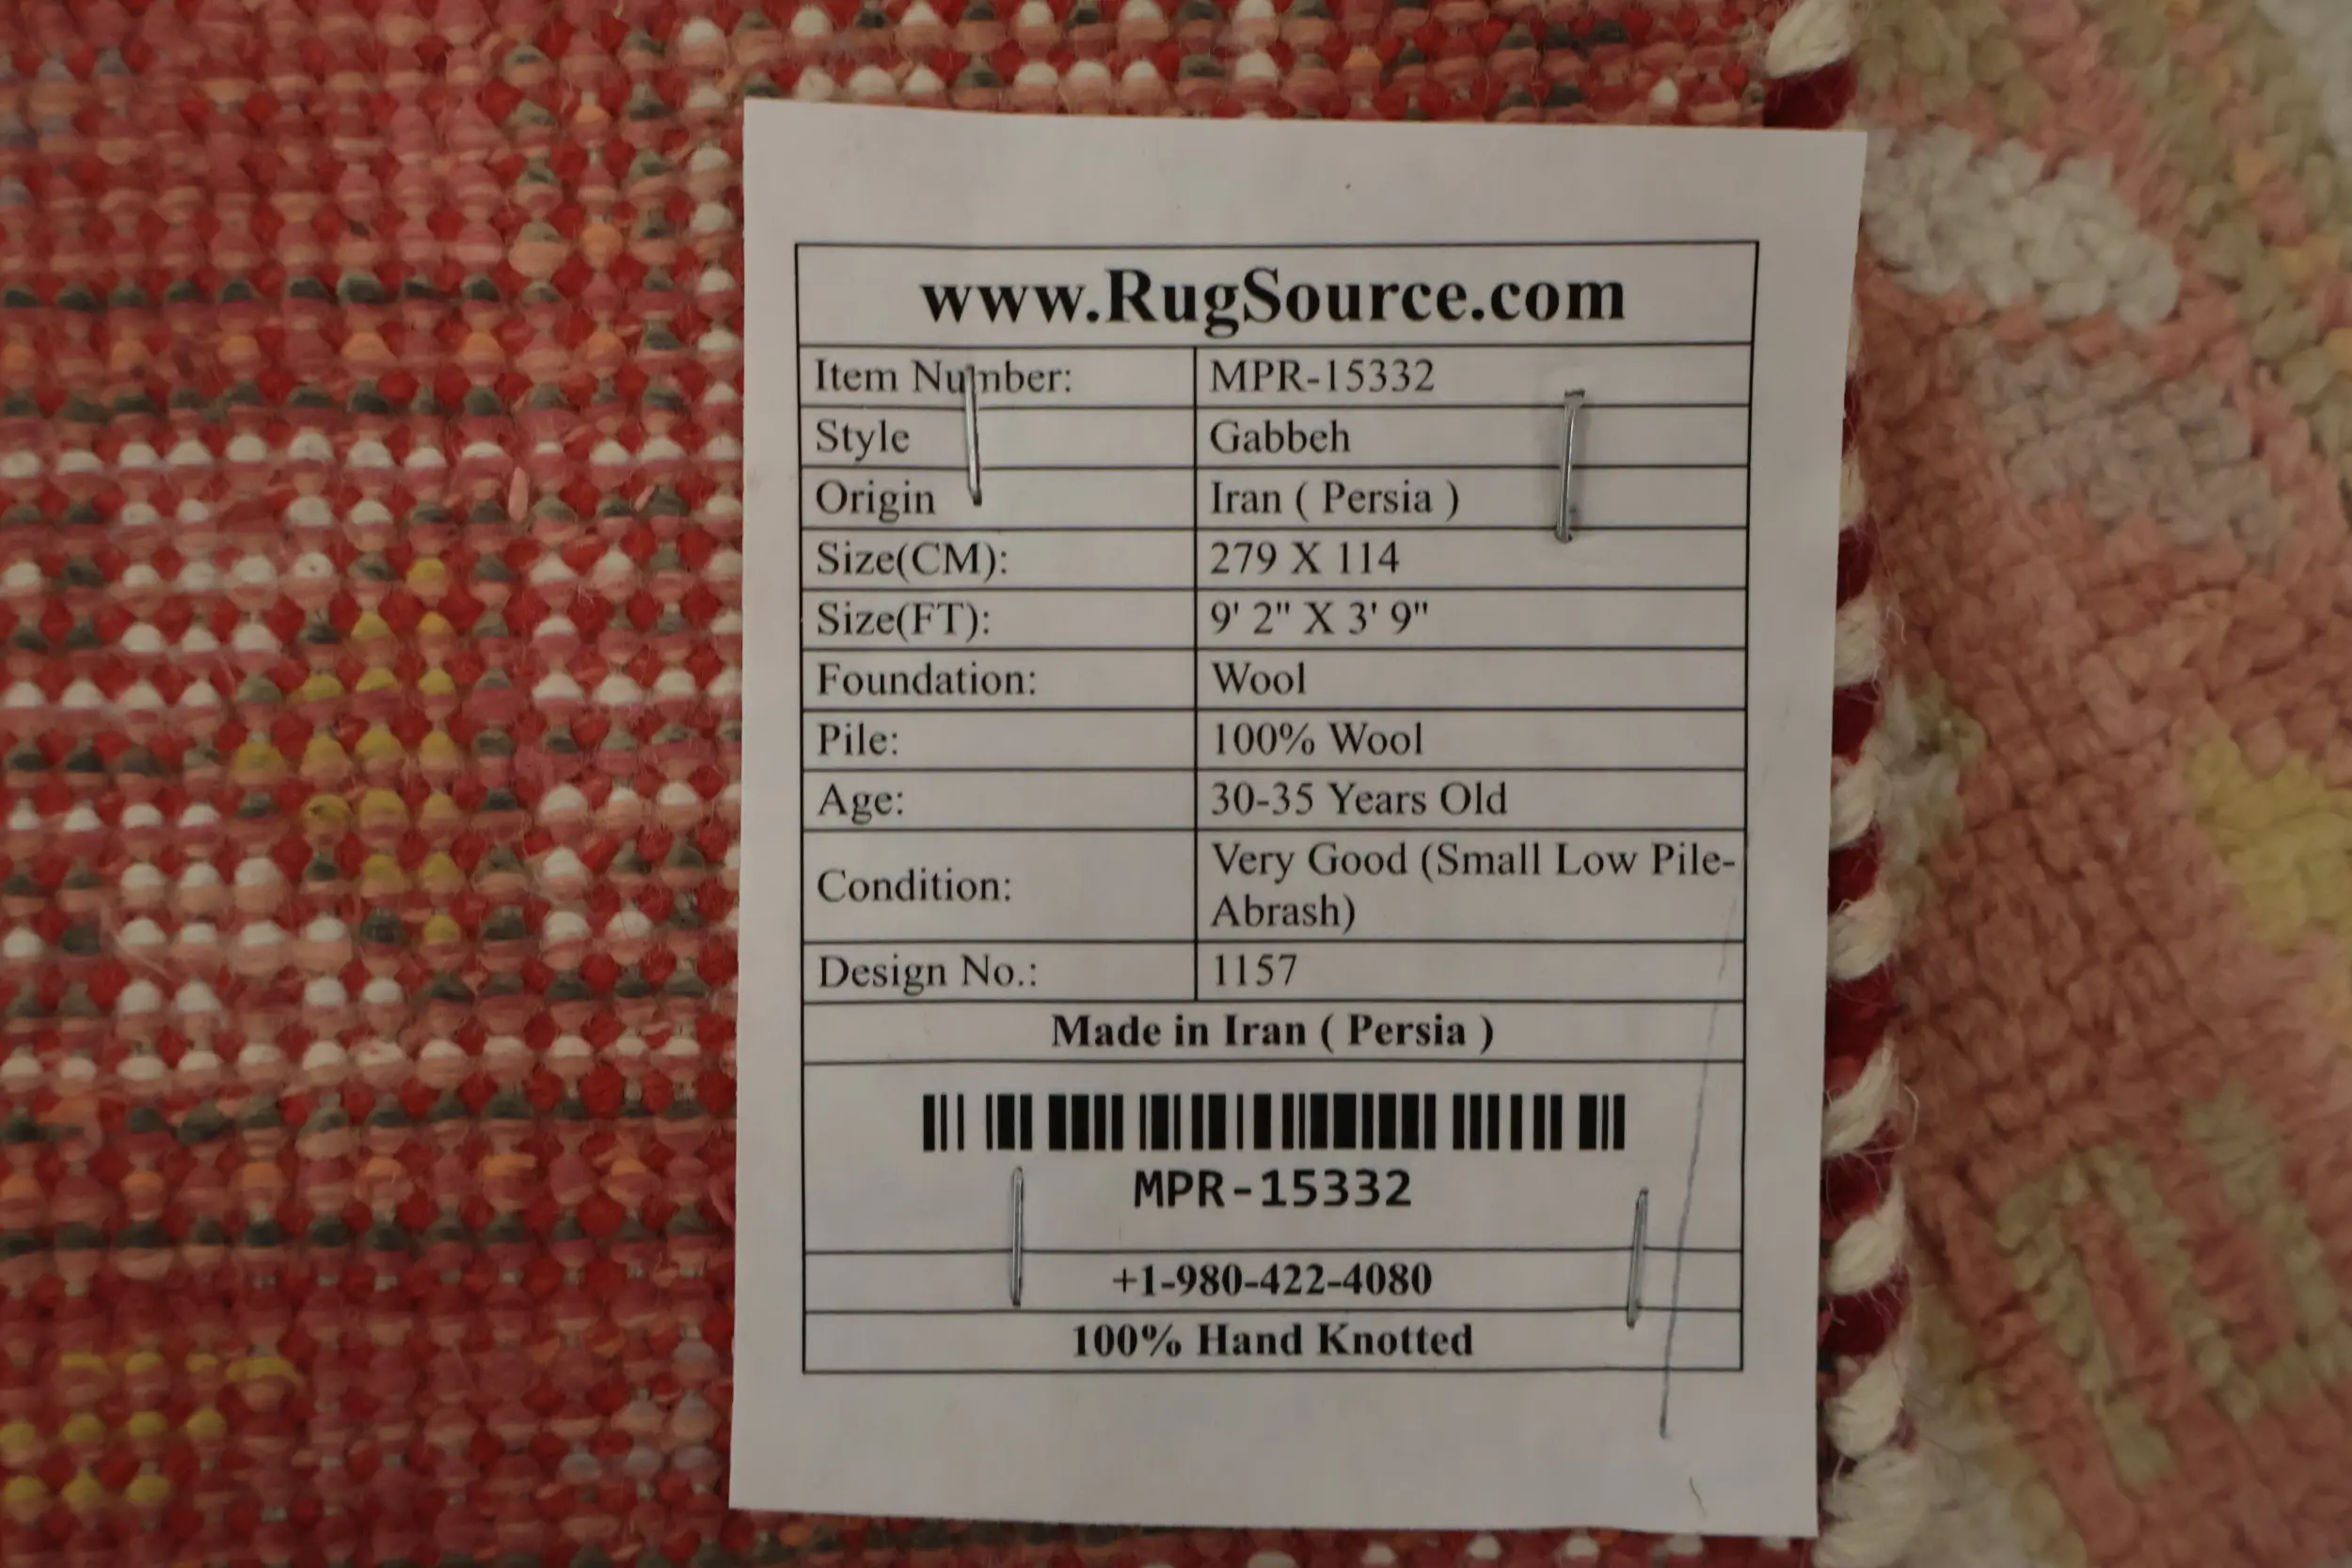 www.RugSource.com
Item Number: MPR-15332
Style Gabbeh
Origin Iran ( Persia )
Size(CM): 279 X 114
Size(FT): 9' 2" X 3' 9"
Foundation: Wool
Pile: 100% Wool
Age: 30-35 Years Old
Condition: Very Good (Small Low Pile-
Abrash)
Design No.: 1157
Made in Iran ( Persia )
MPR-15332
+1-980-422-4080
100% Hand Knotted